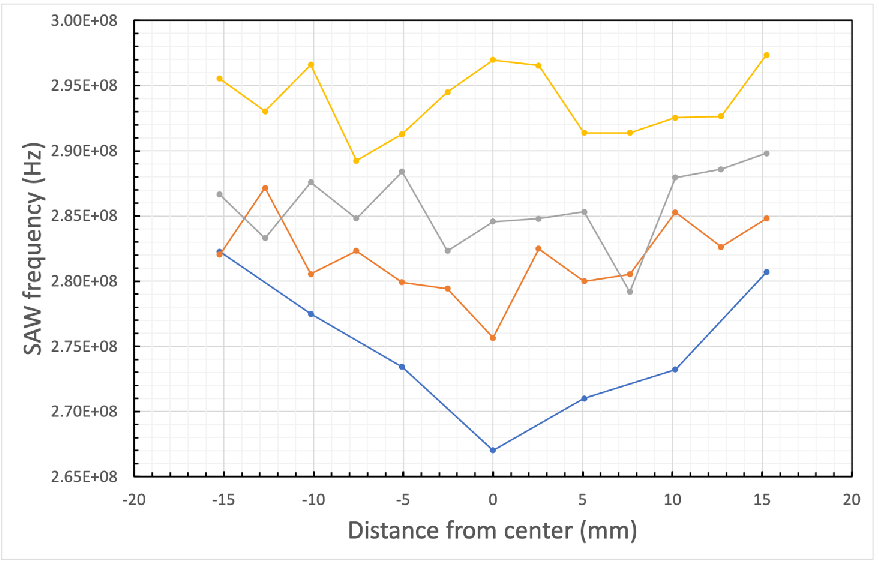 3.00E+08
2.95E+08
2.90E+08
2.85E+08
2.80E+08
2.75E+08
2.70E+08
2.65E+08
SAW frequency (Hz)
-20 -15 -10 -5 0 5 10 15 20
Distance from center (mm)